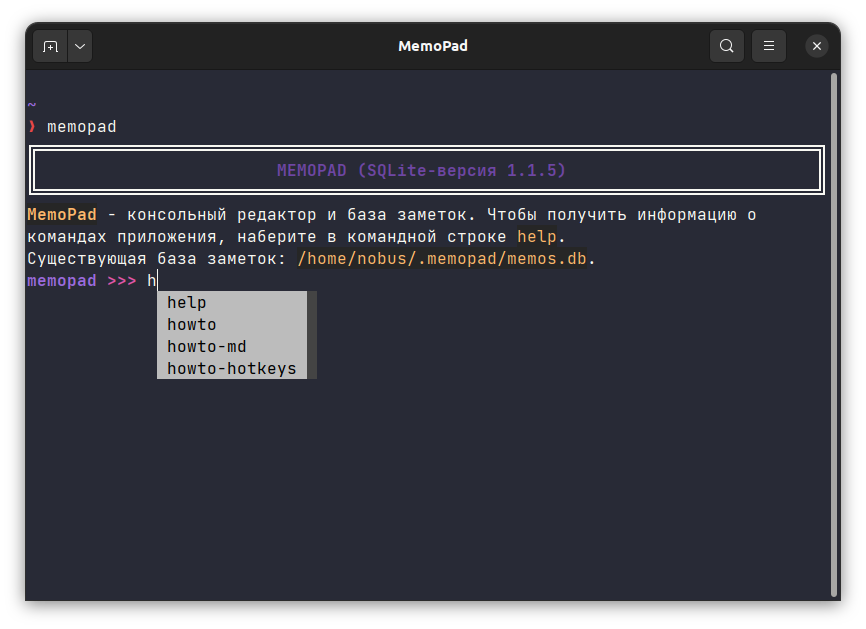 MemoPad
~
❯ memopad
MEMOPAD (SQLite-версия 1.1.5)
MemoPad - консольный редактор и база заметок. Чтобы получить информацию о
командах приложения, наберите в командной строке help.
Существующая база заметок: /home/nobus/.memopad/memos.db.
memopad >>> h
help
howto
howto-md
howto-hotkeys